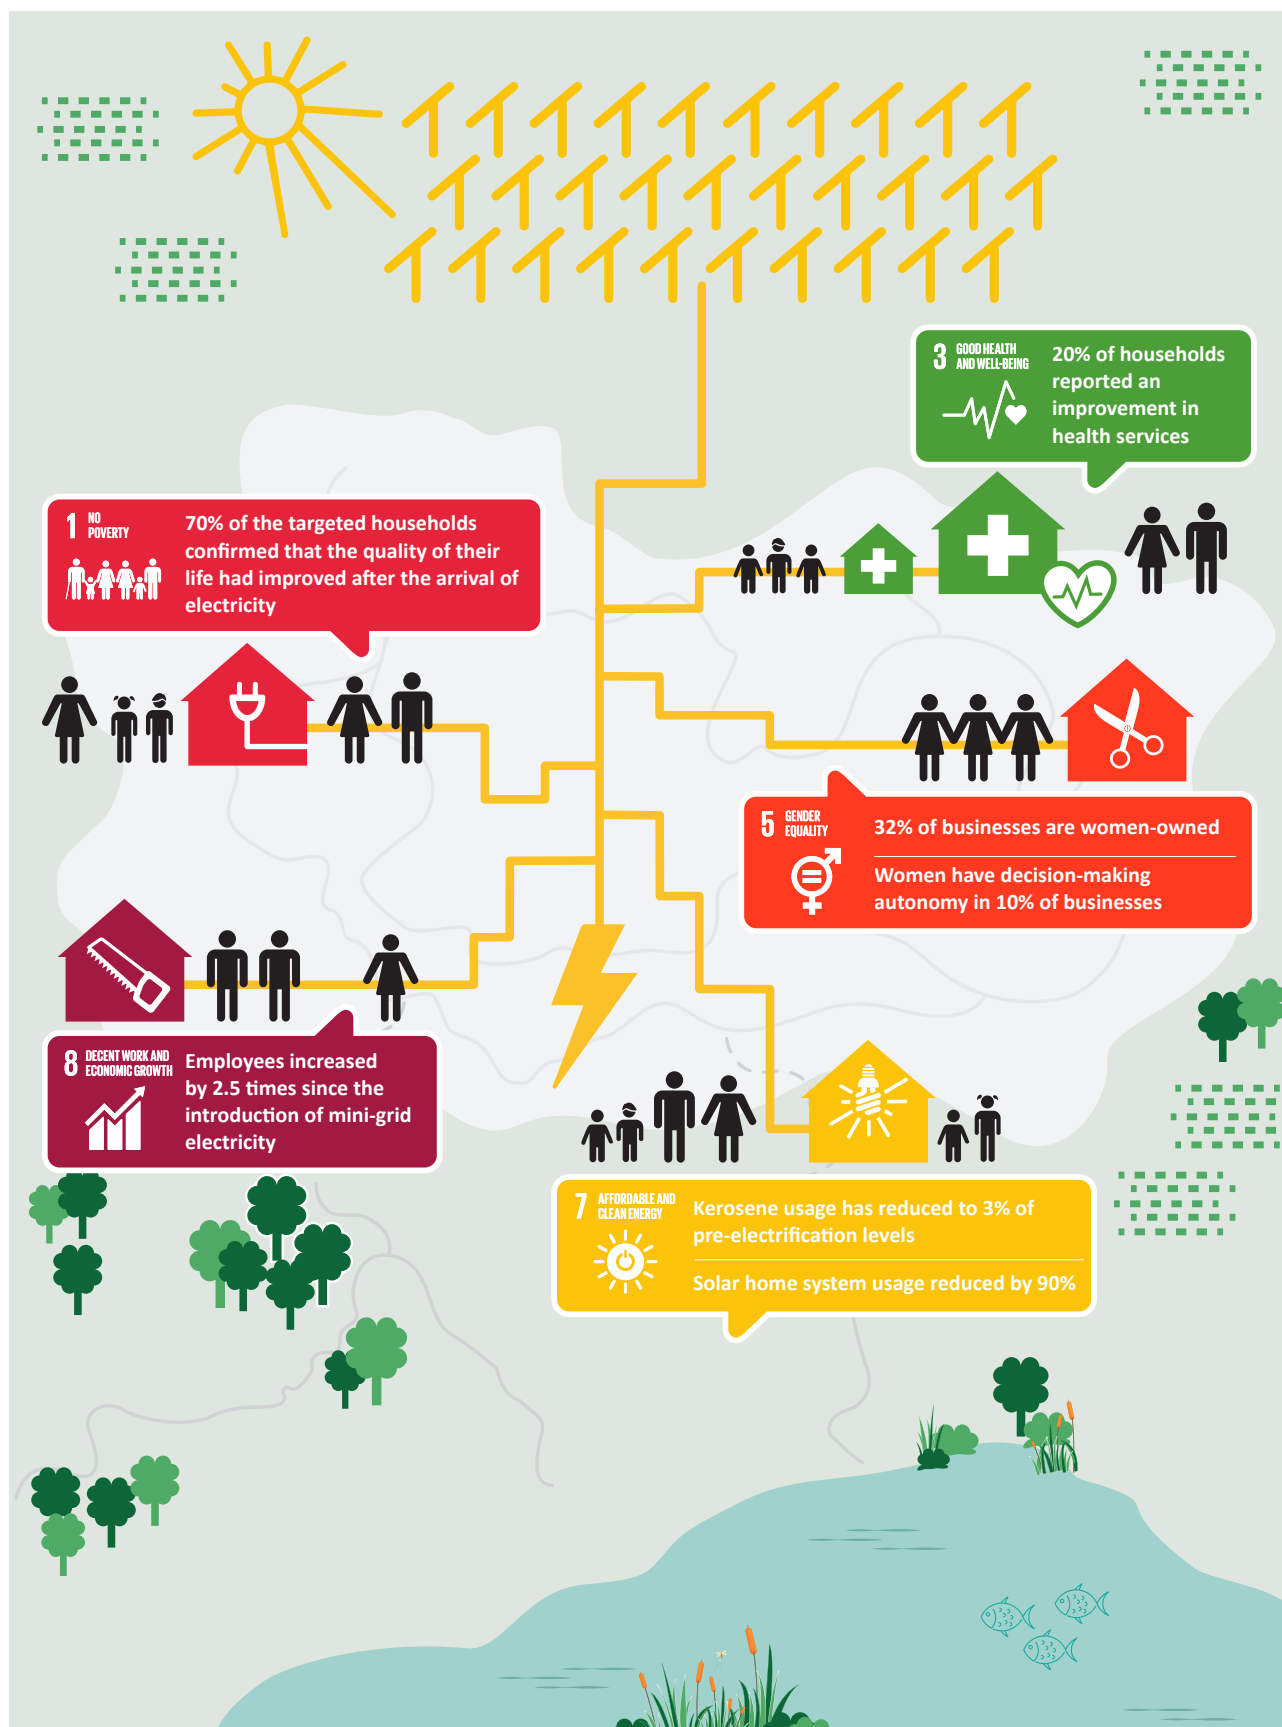 3 GOOD HEALTH
AND WELL-BEING
20% of households
reported an
improvement in
health services
1 NO
POVERTY
70% of the targeted households
confirmed that the quality of their
life had improved after the arrival of
electricity
5 GENDER
EQUALITY
32% of businesses are women-owned
Women have decision-making
autonomy in 10% of businesses
8 DECENT WORK AND
ECONOMIC GROWTH
Employees increased
by 2.5 times since the
introduction of mini-grid
electricity
7 AFFORDABLE AND
CLEAN ENERGY
Kerosene usage has reduced to 3% of
pre-electrification levels
Solar home system usage reduced by 90%